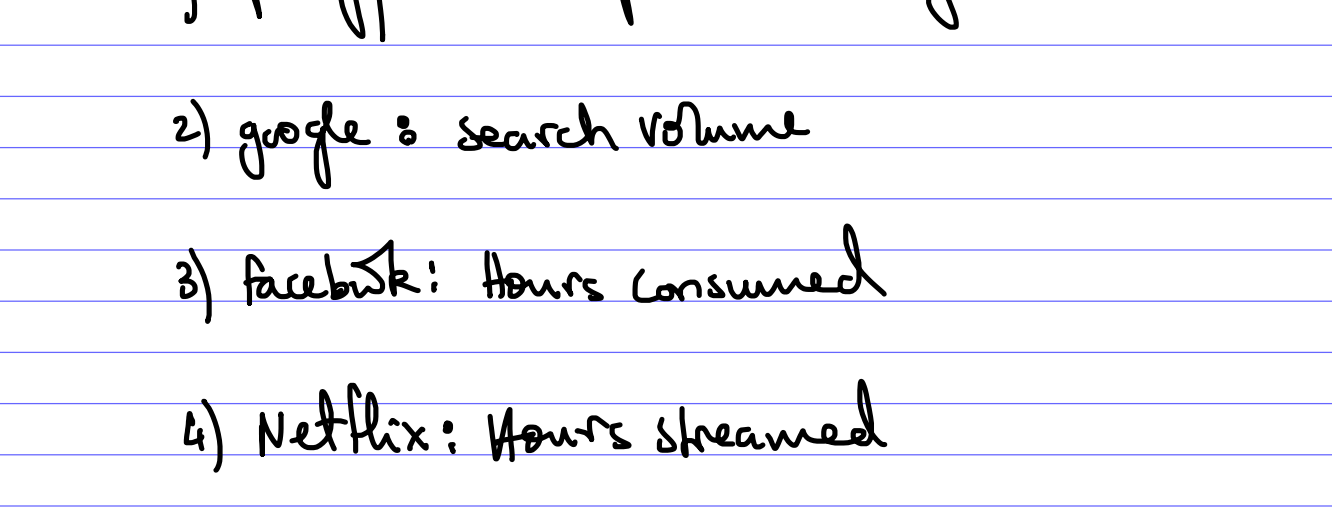 2) google : search volume
3) facebook: Hours consumed
4) Netflix: Hours streamed